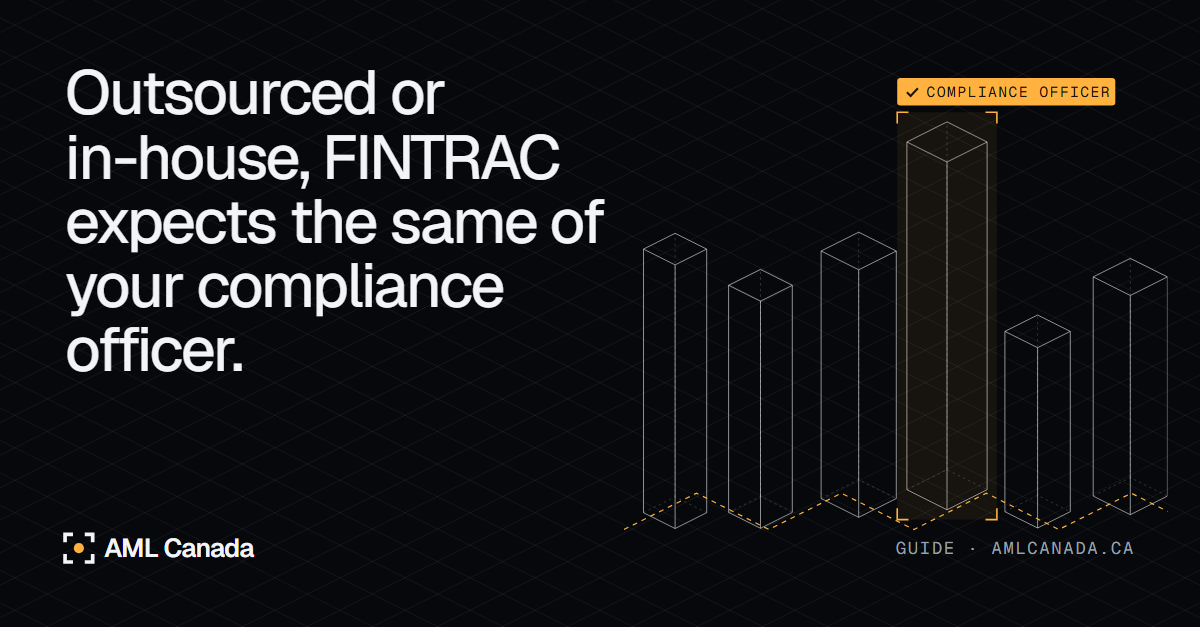 Outsourced or
in-house, FINTRAC
expects the same of
your compliance
officer.
COMPLIANCE OFFICER
AML Canada
GUIDE · AMLCANADA.CA